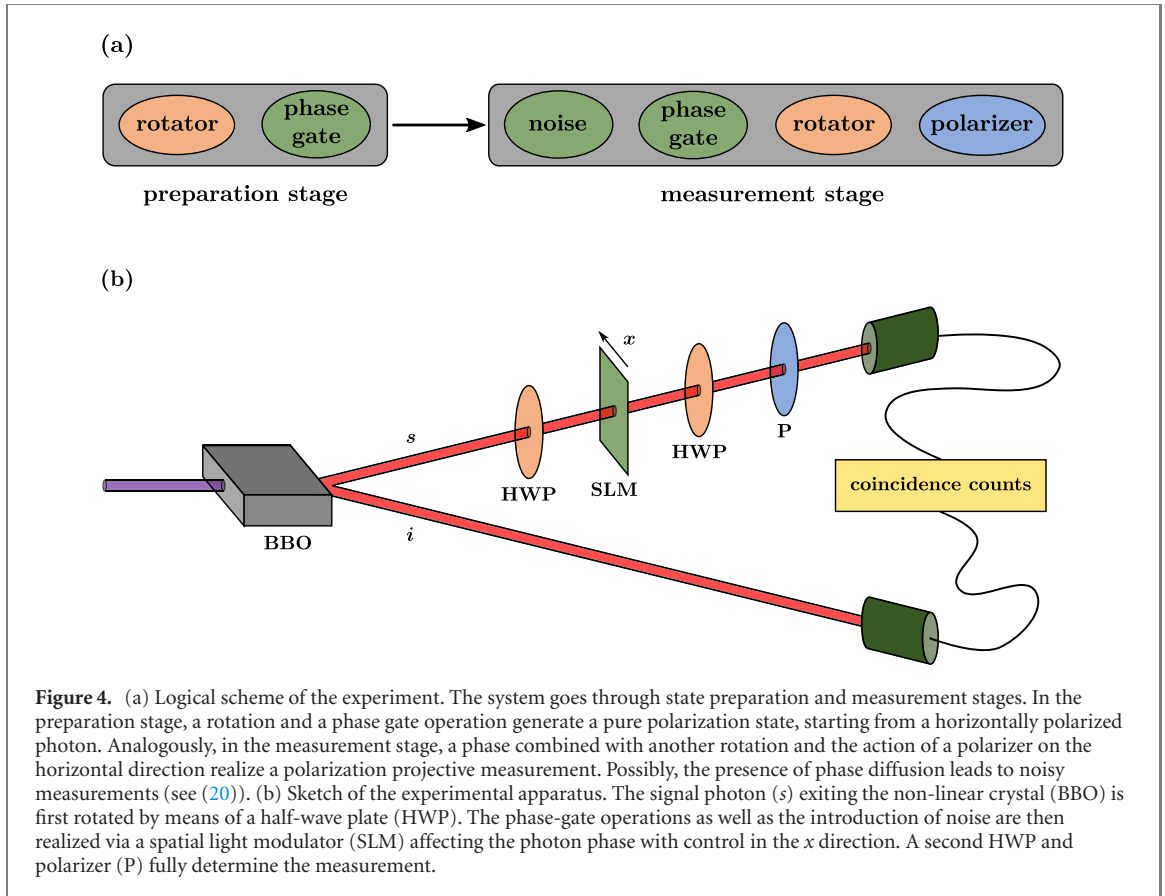 (a)
rotator
phase
gate
noise
phase
gate
rotator
polarizer
preparation stage
measurement stage
(b)
x
s
P
HWP
coincidence counts
HWP
SLM
BBO
i
Figure 4. (a) Logical scheme of the experiment. The system goes through state preparation and measurement stages. In the
preparation stage, a rotation and a phase gate operation generate a pure polarization state, starting from a horizontally polarized
photon. Analogously, in the measurement stage, a phase combined with another rotation and the action of a polarizer on the
horizontal direction realize a polarization projective measurement. Possibly, the presence of phase diffusion leads to noisy
measurements (see (20)). (b) Sketch of the experimental apparatus. The signal photon (s) exiting the non-linear crystal (BBO) is
first rotated by means of a half-wave plate (HWP). The phase-gate operations as well as the introduction of noise are then
realized via a spatial light modulator (SLM) affecting the photon phase with control in the x direction. A second HWP and
polarizer (P) fully determine the measurement.